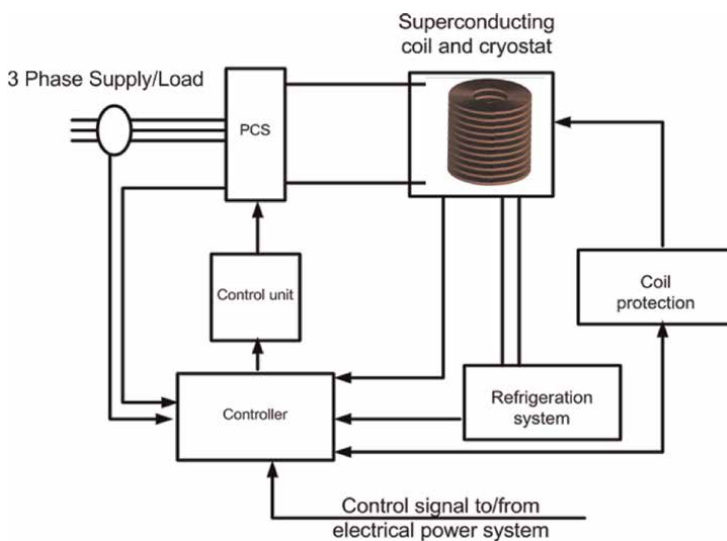 Superconducting
coil and cryostat
3 Phase Supply/Load
PCS
Control unit
Coil
protection
Controller
Refrigeration
system
Control signal to/from
electrical power system